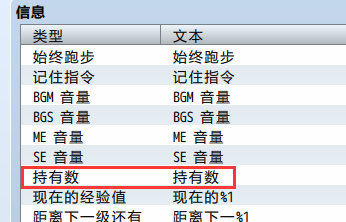 信息
类型 文本
始终跑步 始终跑步
记住指令 记住指令
BGM 音量 BGM 音量
BGS 音量 BGS 音量
ME 音量 ME 音量
SE 音量 SE 音量
持有数 持有数
现在的经验值 现在的%1
距离下一级还有 距离下一%1